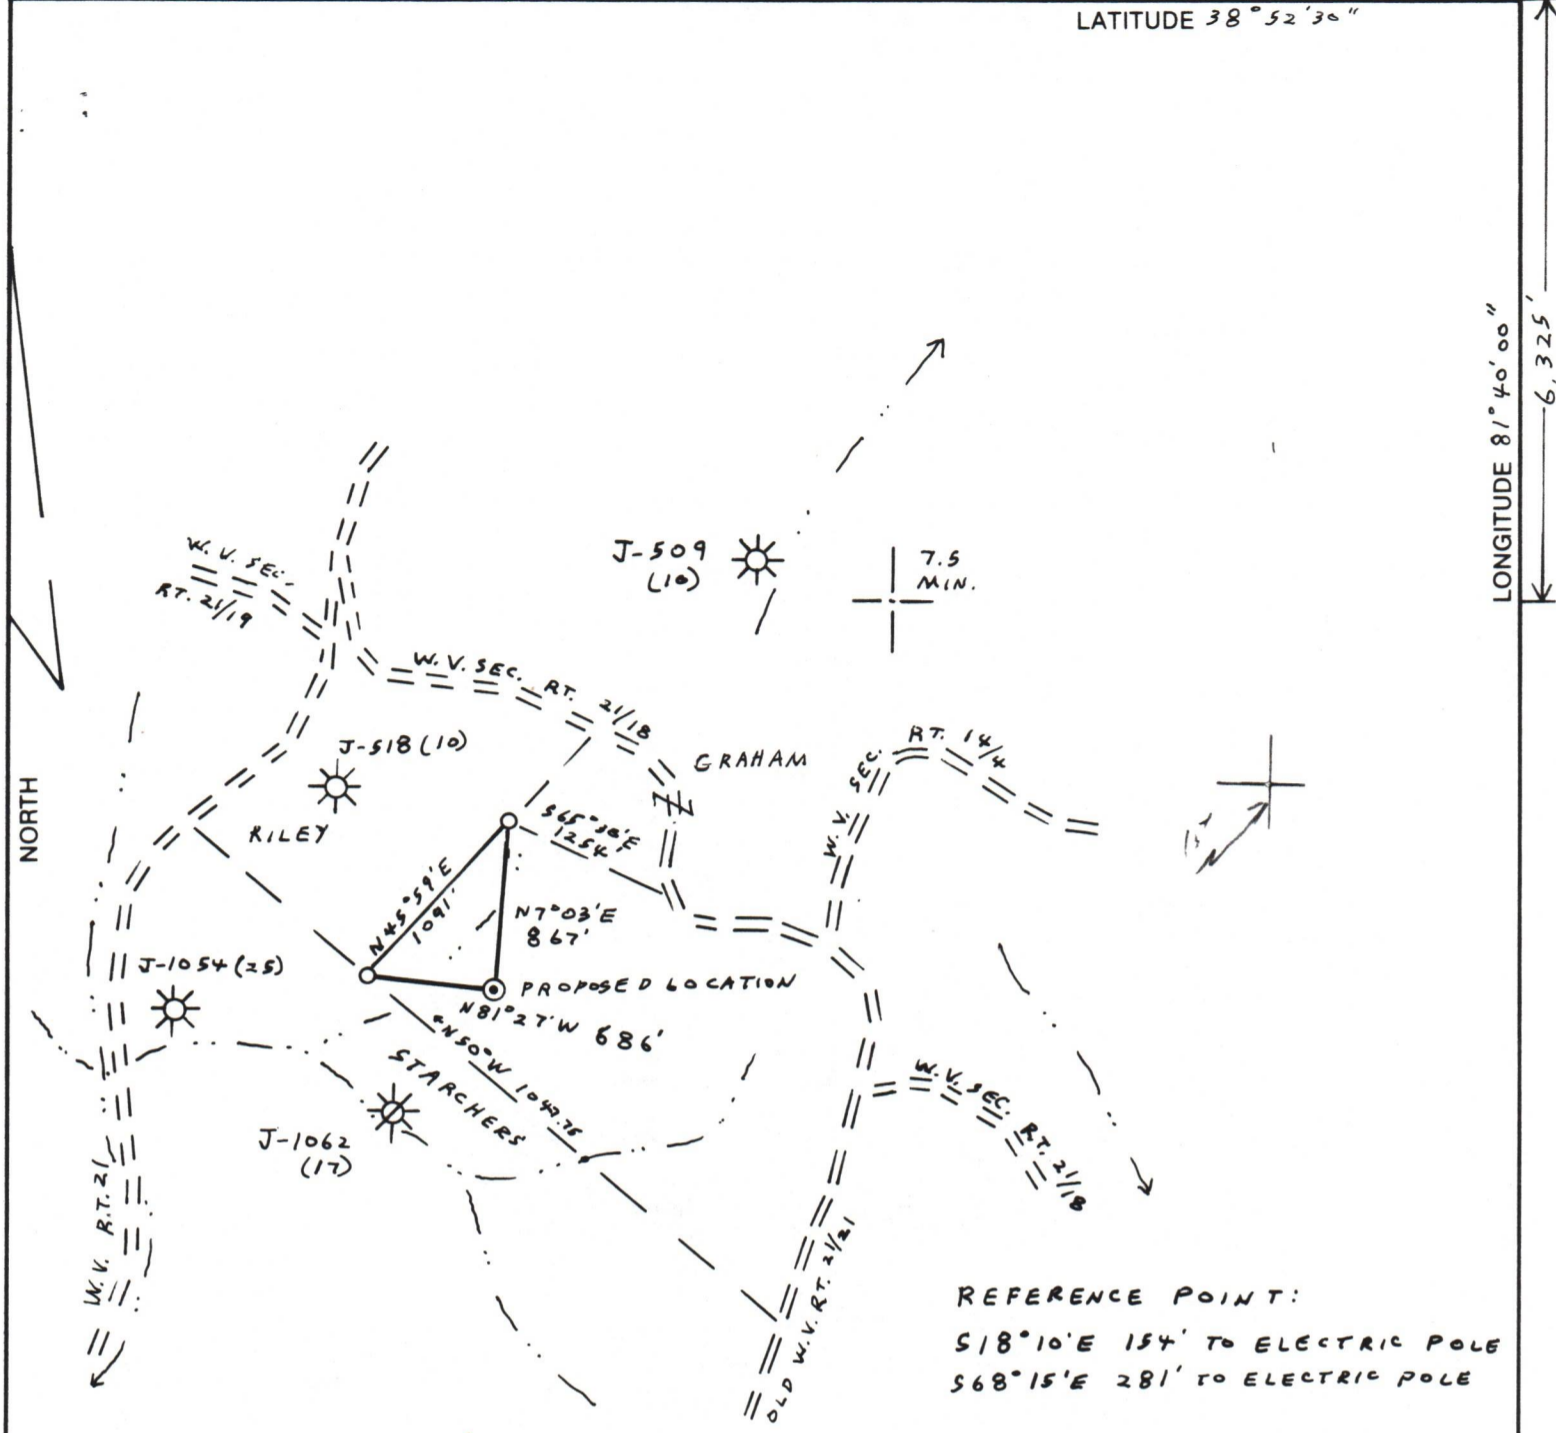 LATITUDE 38°52'30"
6,325'
LONGITUDE 81°40'00"
J-509
(10)
7.5
MIN.
W.V. SEC.
RT. 21/19
W.V. SEC. RT. 21/18
GRAHAM
W.V. SEC. RT. 14/4
J-518 (10)
NORTH
RILEY
S65°30'E
1254'
15'
N45°59'E
1091'
N7°03'E
867'
J-1054 (25)
PROPOSED LOCATION
N81°27'W 686'
N50°W 1047.75
STARCHERS
W.V. SEC. RT. 21/18
J-1062
(17)
W.V. RT. 21
OLD W.V. RT. 21/21
REFERENCE POINT:
S18°10'E 154' TO ELECTRIC POLE
S68°15'E 281' TO ELECTRIC POLE